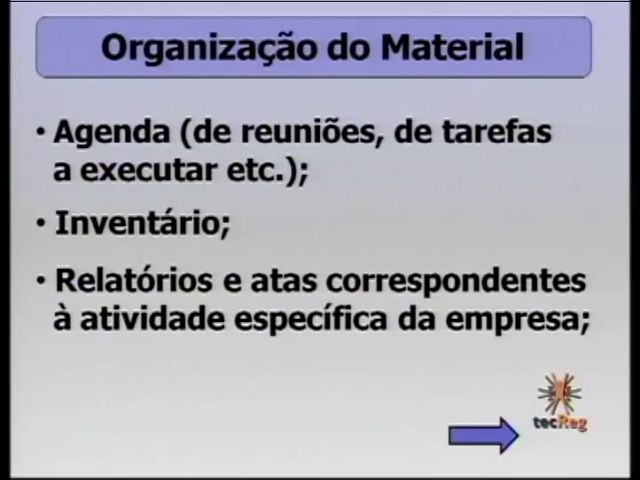 Organização do Material
• Agenda (de reuniões, de tarefas
a executar etc.);
• Inventário;
• Relatórios e atas correspondentes
à atividade específica da empresa;
tecReg